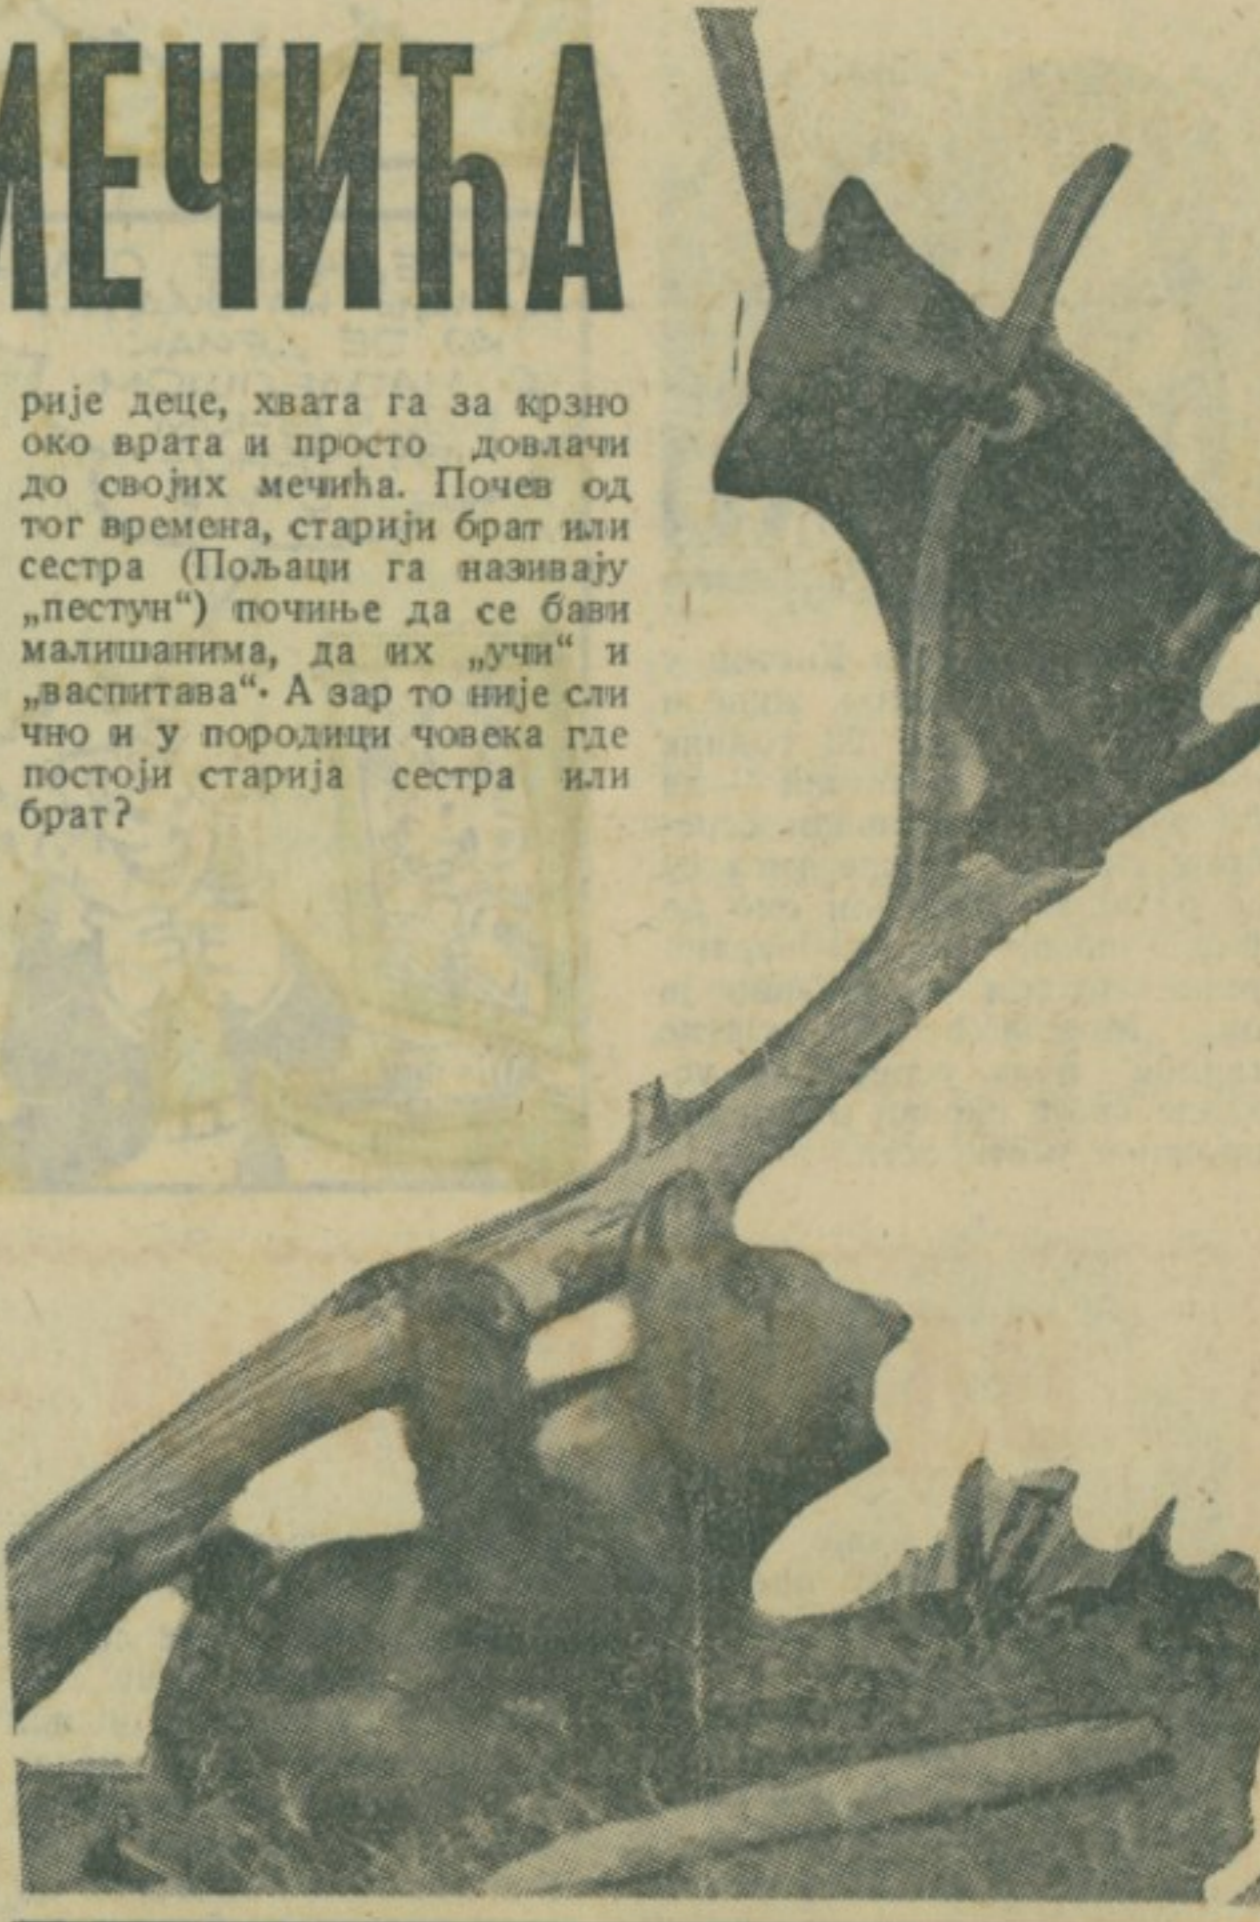 МЕЧИЋА
рије деце, хвата га за крзно
око врата и просто довлачи
до својих мечића. Почев од
тог времена, старији брат или
сестра (Пољаци га називају
„пестун“) почиње да се бави
малишанима, да их „учи“ и
„васпитава“. А зар то није сли
чно и у породици човека где
постоји старија сестра или
брат?